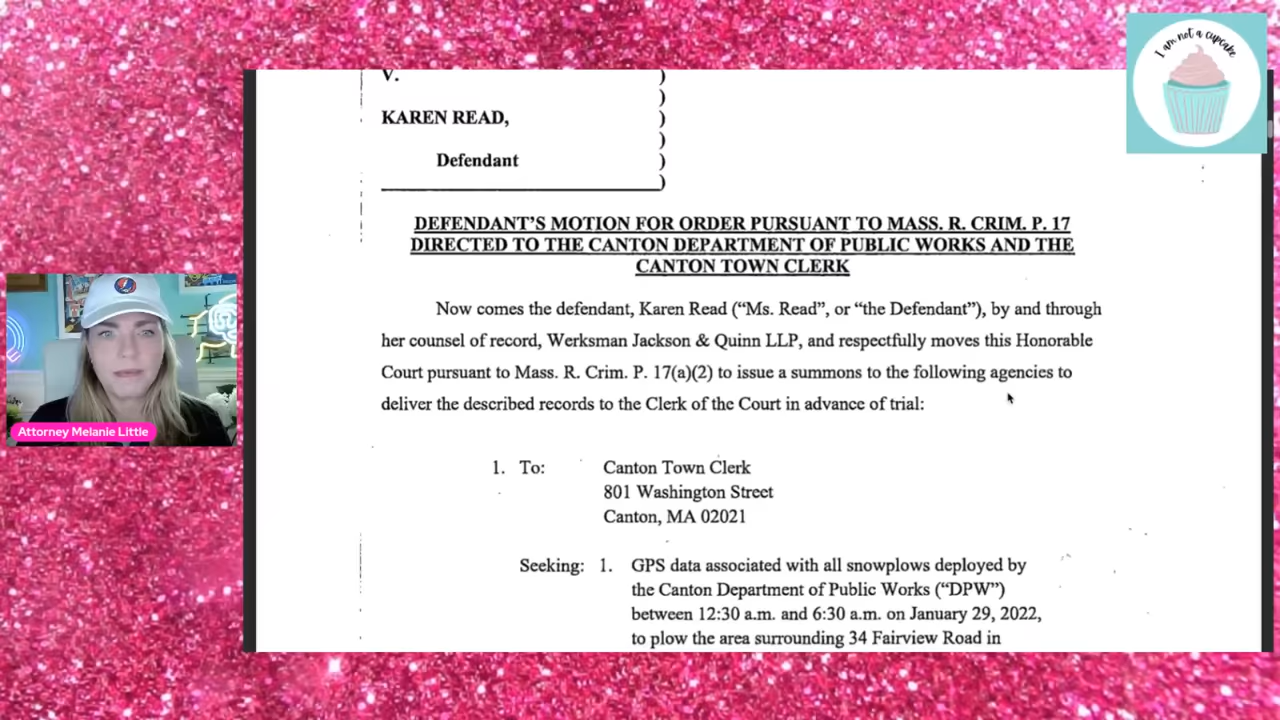 I am not a cupcake
V. )
)
KAREN READ, )
)
Defendant )
)
DEFENDANT'S MOTION FOR ORDER PURSUANT TO MASS. R. CRIM. P. 17
DIRECTED TO THE CANTON DEPARTMENT OF PUBLIC WORKS AND THE
CANTON TOWN CLERK
Now comes the defendant, Karen Read (“Ms. Read”, or “the Defendant”), by and through
her counsel of record, Werksman Jackson & Quinn LLP, and respectfully moves this Honorable
Court pursuant to Mass. R. Crim. P. 17(a)(2) to issue a summons to the following agencies to
deliver the described records to the Clerk of the Court in advance of trial:
Attorney Melanie Little
1. To: Canton Town Clerk
801 Washington Street
Canton, MA 02021
Seeking: 1. GPS data associated with all snowplows deployed by
the Canton Department of Public Works (“DPW”)
between 12:30 a.m. and 6:30 a.m. on January 29, 2022,
to plow the area surrounding 34 Fairview Road in